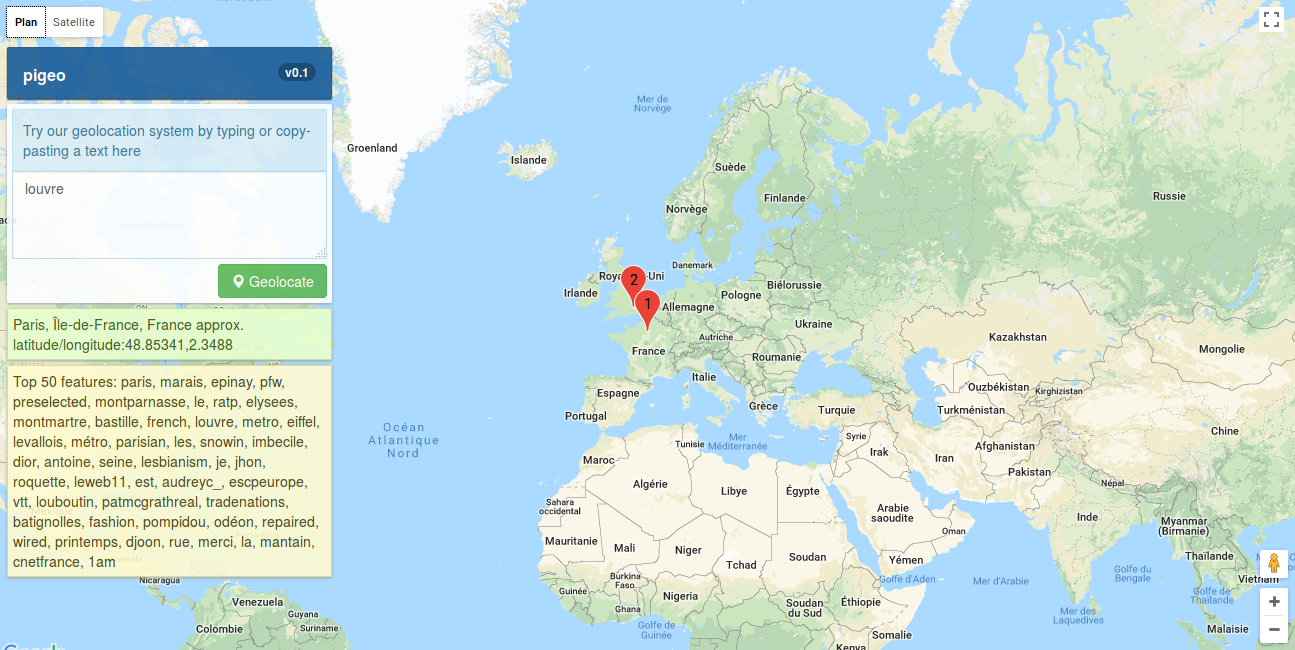 Plan
Satellite
pigeo
v0.1
Try our geolocation system by typing or copy-
pasting a text here
louvre
Geolocate
Paris, Île-de-France, France approx.
latitude/longitude:48.85341,2.3488
Top 50 features: paris, marais, epinay, pfw,
preselected, montparnasse, le, ratp, elysees,
montmartre, bastille, french, louvre, metro, eiffel,
levallois, métro, parisian, les, snowin, imbecile,
dior, antoine, seine, lesbianism, je, jhon,
roquette, leweb11, est, audreyc_, escpeurope,
vtt, louboutin, patmcgrathreal, tradenations,
batignolles, fashion, pompidou, odéon, repaired,
wired, printemps, djoon, rue, merci, la, mantain,
cnetfrance, 1am
Mer de
Norvège
Groenland
Islande
Suède
Finlande
Norvège
Russie
Danemark
2
Irlande
1
Allemagne
Pologne
Biélorussie
Ukraine
France
Autriche
Roumanie
Kazakhstan
Mongolie
Italie
Espagne
Portugal
Grèce
Turquie
Ouzbékistan
Kirghizistan
Turkménistan
Océan
Atlantique
Nord
Tunisie
Mer
Méditerranée
Syrie
Irak
Iran
Afghanistan
Pakistan
Chine
Népal
Maroc
Algérie
Libye
Égypte
Sahara
occidental
Arabie
saoudite
Oman
Inde
Myanmar
(Birmanie)
Mauritanie
Mali
Niger
Tchad
Soudan
Yémen
Thaïlande
Burkina
Faso
Guinée
Ghana
Nigeria
Golfe d'Aden
Mer d'Arabie
Golfe du
Bengale
Vietnam
Nicaragua
Venezuela
Guyana
Suriname
Colombie
Golfe de
Guinée
Soudan
du Sud
Éthiopie
Somalie
Kenya
Mer des
Laquedives
Golfe de
Thaïlande
Malaisie
+
−